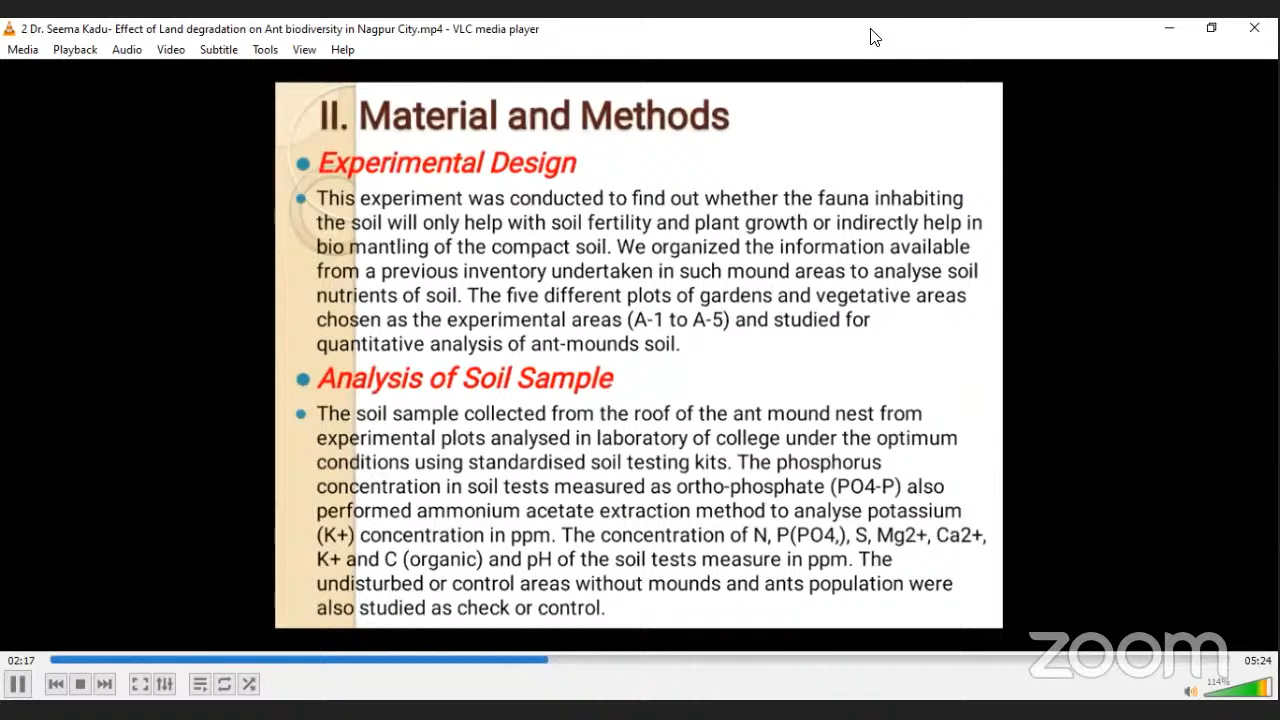 2 Dr. Seema Kadu- Effect of Land degradation on Ant biodiversity in Nagpur City.mp4 - VLC media player
Media Playback Audio Video Subtitle Tools View Help
II. Material and Methods
Experimental Design
This experiment was conducted to find out whether the fauna inhabiting
the soil will only help with soil fertility and plant growth or indirectly help in
bio mantling of the compact soil. We organized the information available
from a previous inventory undertaken in such mound areas to analyse soil
nutrients of soil. The five different plots of gardens and vegetative areas
chosen as the experimental areas (A-1 to A-5) and studied for
quantitative analysis of ant-mounds soil.
Analysis of Soil Sample
The soil sample collected from the roof of the ant mound nest from
experimental plots analysed in laboratory of college under the optimum
conditions using standardised soil testing kits. The phosphorus
concentration in soil tests measured as ortho-phosphate (PO4-P) also
performed ammonium acetate extraction method to analyse potassium
(K+) concentration in ppm. The concentration of N, P(PO4,), S, Mg2+, Ca2+,
K+ and C (organic) and pH of the soil tests measure in ppm. The
undisturbed or control areas without mounds and ants population were
also studied as check or control.
zoom
02:17
05:24
114%